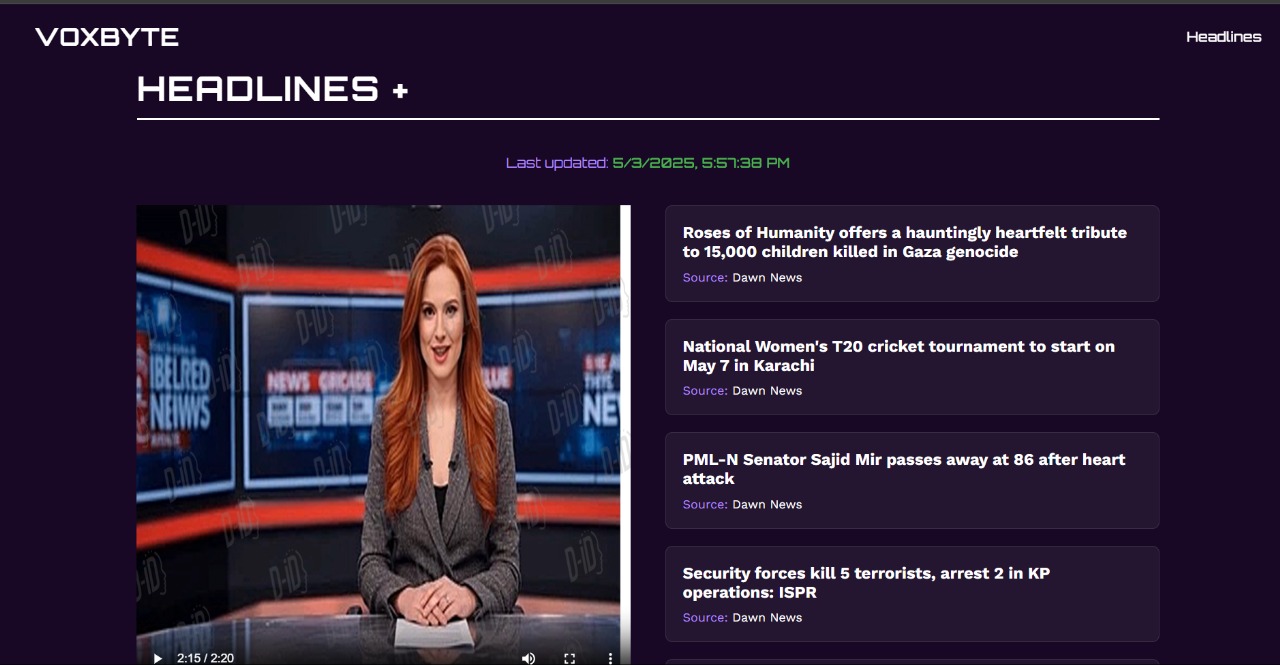 VOXBYTE
Headlines
HEADLINES +
Last updated: 5/3/2025, 5:57:38 PM
D-iD
IBELRED
NEIWS
NEWS
NE
2:15 / 2:20
Roses of Humanity offers a hauntingly heartfelt tribute
to 15,000 children killed in Gaza genocide
Source: Dawn News
National Women's T20 cricket tournament to start on
May 7 in Karachi
Source: Dawn News
PML-N Senator Sajid Mir passes away at 86 after heart
attack
Source: Dawn News
Security forces kill 5 terrorists, arrest 2 in KP
operations: ISPR
Source: Dawn News